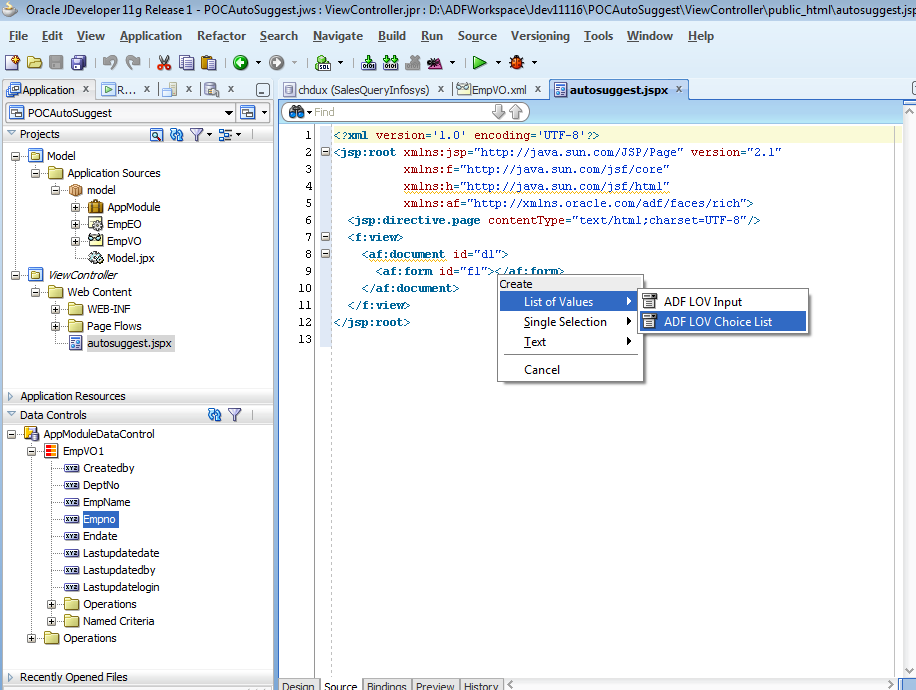 Oracle JDeveloper 11g Release 1 - POCAutoSuggest.jws : ViewController.jpr : D:\ADFWorkspace\Jdev11116\POCAutoSuggest\ViewController\public_html\autosuggest.jsp
File Edit View Application Refactor Search Navigate Build Run Source Versioning Tools Window Help
Application R... chdux (SalesQueryInfosys) EmpVO.xml autosuggest.jspx
POCAutoSuggest
Find
Projects
Model
Application Sources
model
AppModule
EmpEO
EmpVO
Model.jpx
ViewController
Web Content
WEB-INF
Page Flows
autosuggest.jspx
Application Resources
Data Controls
AppModuleDataControl
EmpVO1
Createdby
DeptNo
EmpName
Empno
Endate
Lastupdatedate
Lastupdatedby
Lastupdatelogin
Operations
Named Criteria
Operations
Recently Opened Files
1 <?xml version='1.0' encoding='UTF-8'?>
2 <jsp:root xmlns:jsp="http://java.sun.com/JSP/Page" version="2.1"
3 xmlns:f="http://java.sun.com/jsf/core"
4 xmlns:h="http://java.sun.com/jsf/html"
5 xmlns:af="http://xmlns.oracle.com/adf/faces/rich">
6 <jsp:directive.page contentType="text/html;charset=UTF-8"/>
7 <f:view>
8 <af:document id="d1">
9 <af:form id="f1"></af:form>
10 </af:document>
11 </f:view>
12 </jsp:root>
13
Create
List of Values
Single Selection
Text
Cancel
ADF LOV Input
ADF LOV Choice List
Design Source Bindings Preview History